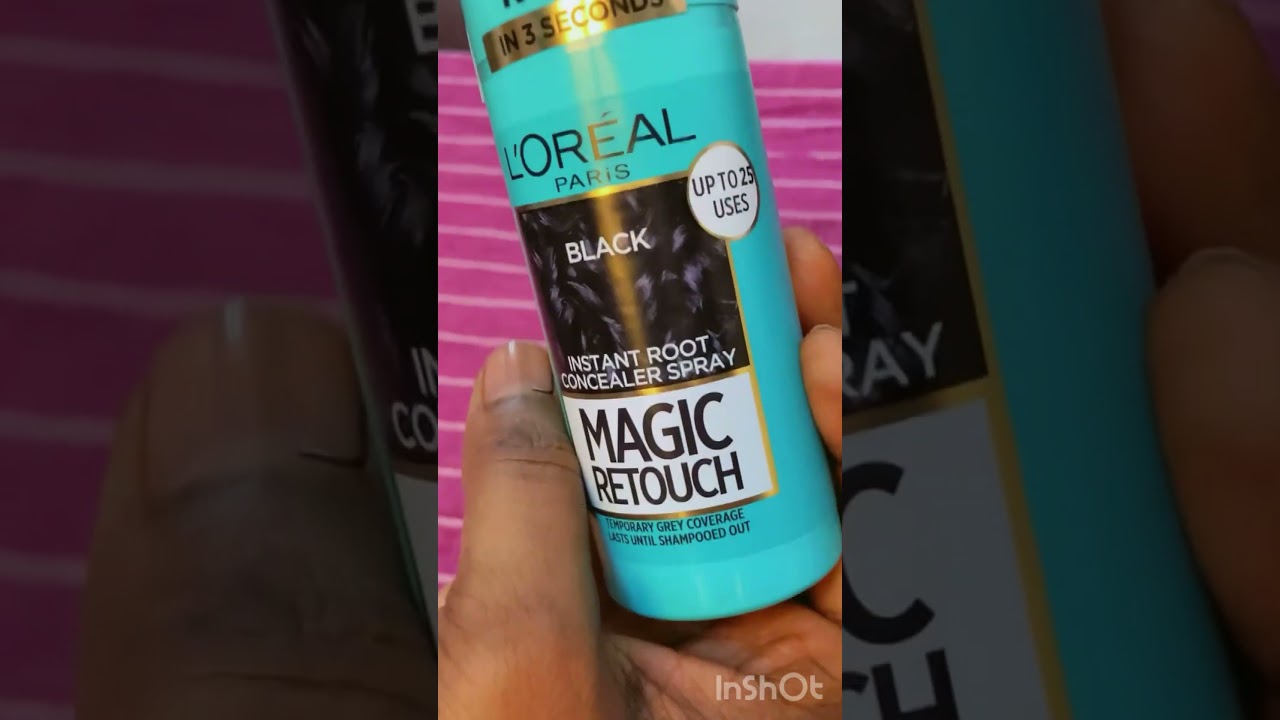 IN 3 SECONDS
L'ORÉAL
PARIS
UP TO 25
USES
BLACK
INSTANT ROOT
CONCEALER SPRAY
MAGIC
RETOUCH
TEMPORARY GREY COVERAGE
LASTS UNTIL SHAMPOOED OUT
InShOt